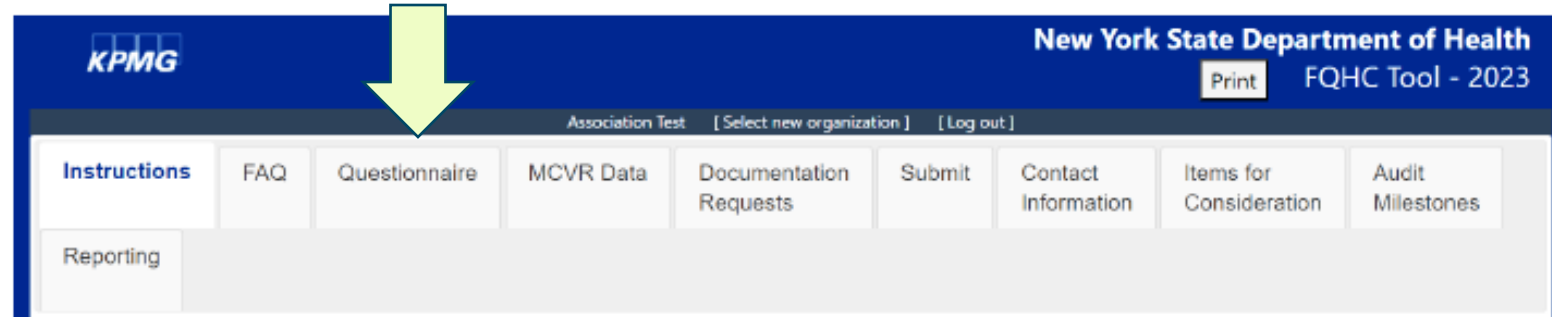 KPMG
New York State Department of Health
Print FQHC Tool - 2023
Association Test [ Select new organization ] [ Log out ]
Instructions FAQ Questionnaire MCVR Data Documentation Requests Submit Contact Information Items for Consideration Audit Milestones
Reporting